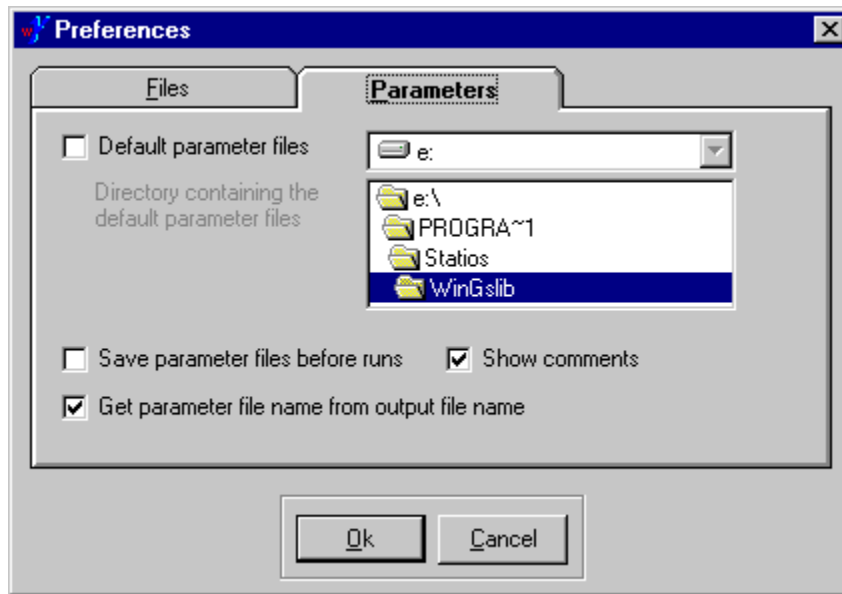 Preferences
Files
Parameters
Default parameter files
e:
Directory containing the
default parameter files
e:\
PROGRA~1
Statios
WinGslib
Save parameter files before runs
Show comments
Get parameter file name from output file name
Ok
Cancel